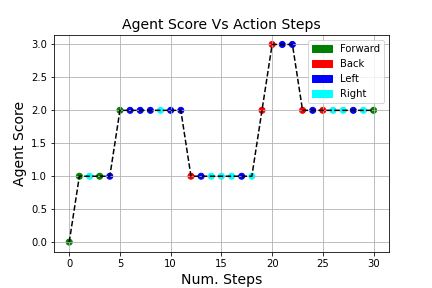 Agent Score Vs Action Steps
3.0
2.5
2.0
1.5
1.0
0.5
0.0
Agent Score
Forward
Back
Left
Right
0 5 10 15 20 25 30
Num. Steps